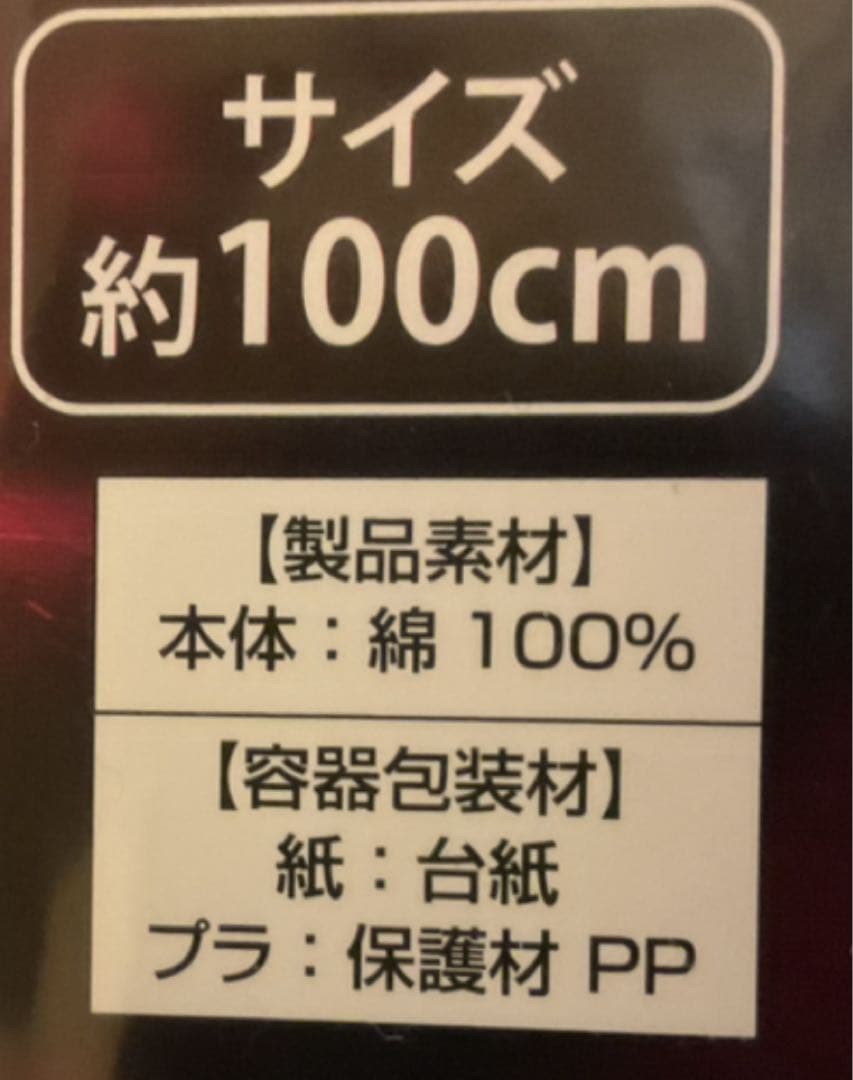 サイズ
約100cm
【製品素材】
本体：綿 100%
【容器包装材】
紙：台紙
プラ：保護材 PP